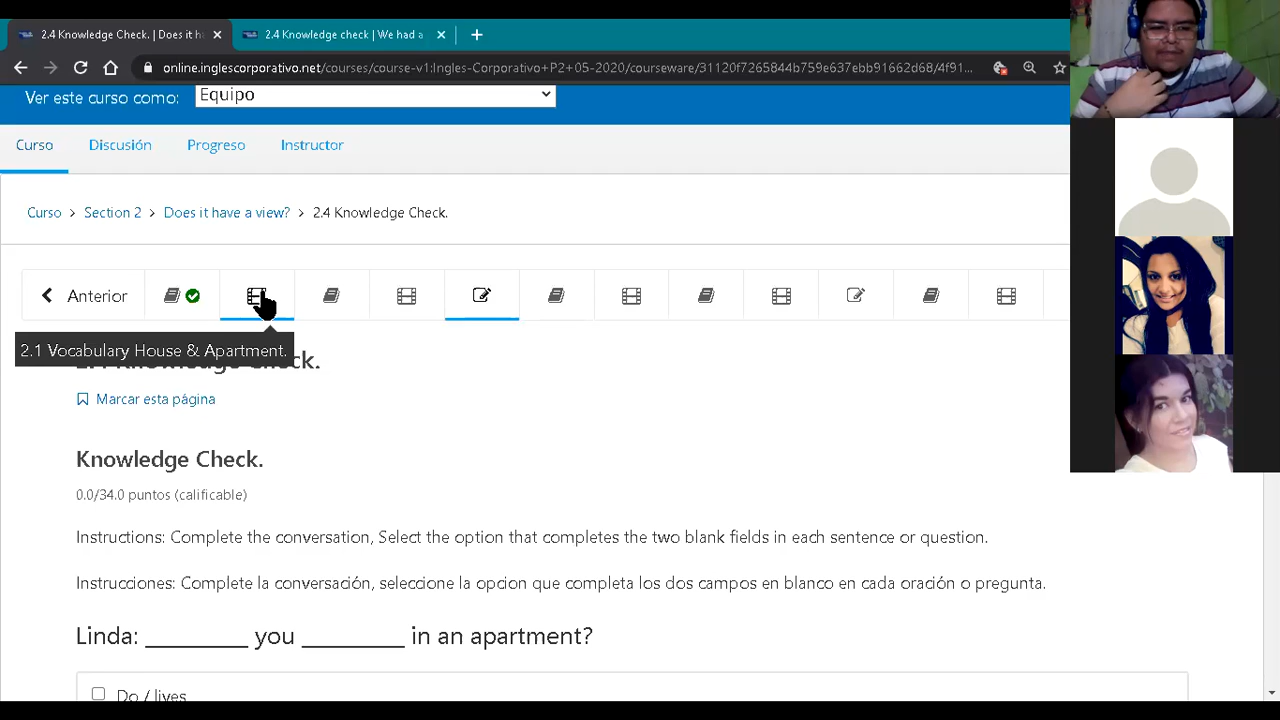 2.4 Knowledge Check. | Does it h
2.4 Knowledge check | We had a
online.inglescorporativo.net/courses/course-v1:Ingles-Corporativo+P2+05-2020/courseware/31120f7265844b759e637ebb91662d68/4f91...
Ver este curso como: Equipo
Curso Discusión Progreso Instructor
Curso > Section 2 > Does it have a view? > 2.4 Knowledge Check.
Anterior
2.1 Vocabulary House & Apartment.
2.4 Knowledge Check.
Marcar esta página
Knowledge Check.
0.0/34.0 puntos (calificable)
Instructions: Complete the conversation, Select the option that completes the two blank fields in each sentence or question.
Instrucciones: Complete la conversación, seleccione la opcion que completa los dos campos en blanco en cada oración o pregunta.
Linda: _________ you _________ in an apartment?
Do / lives